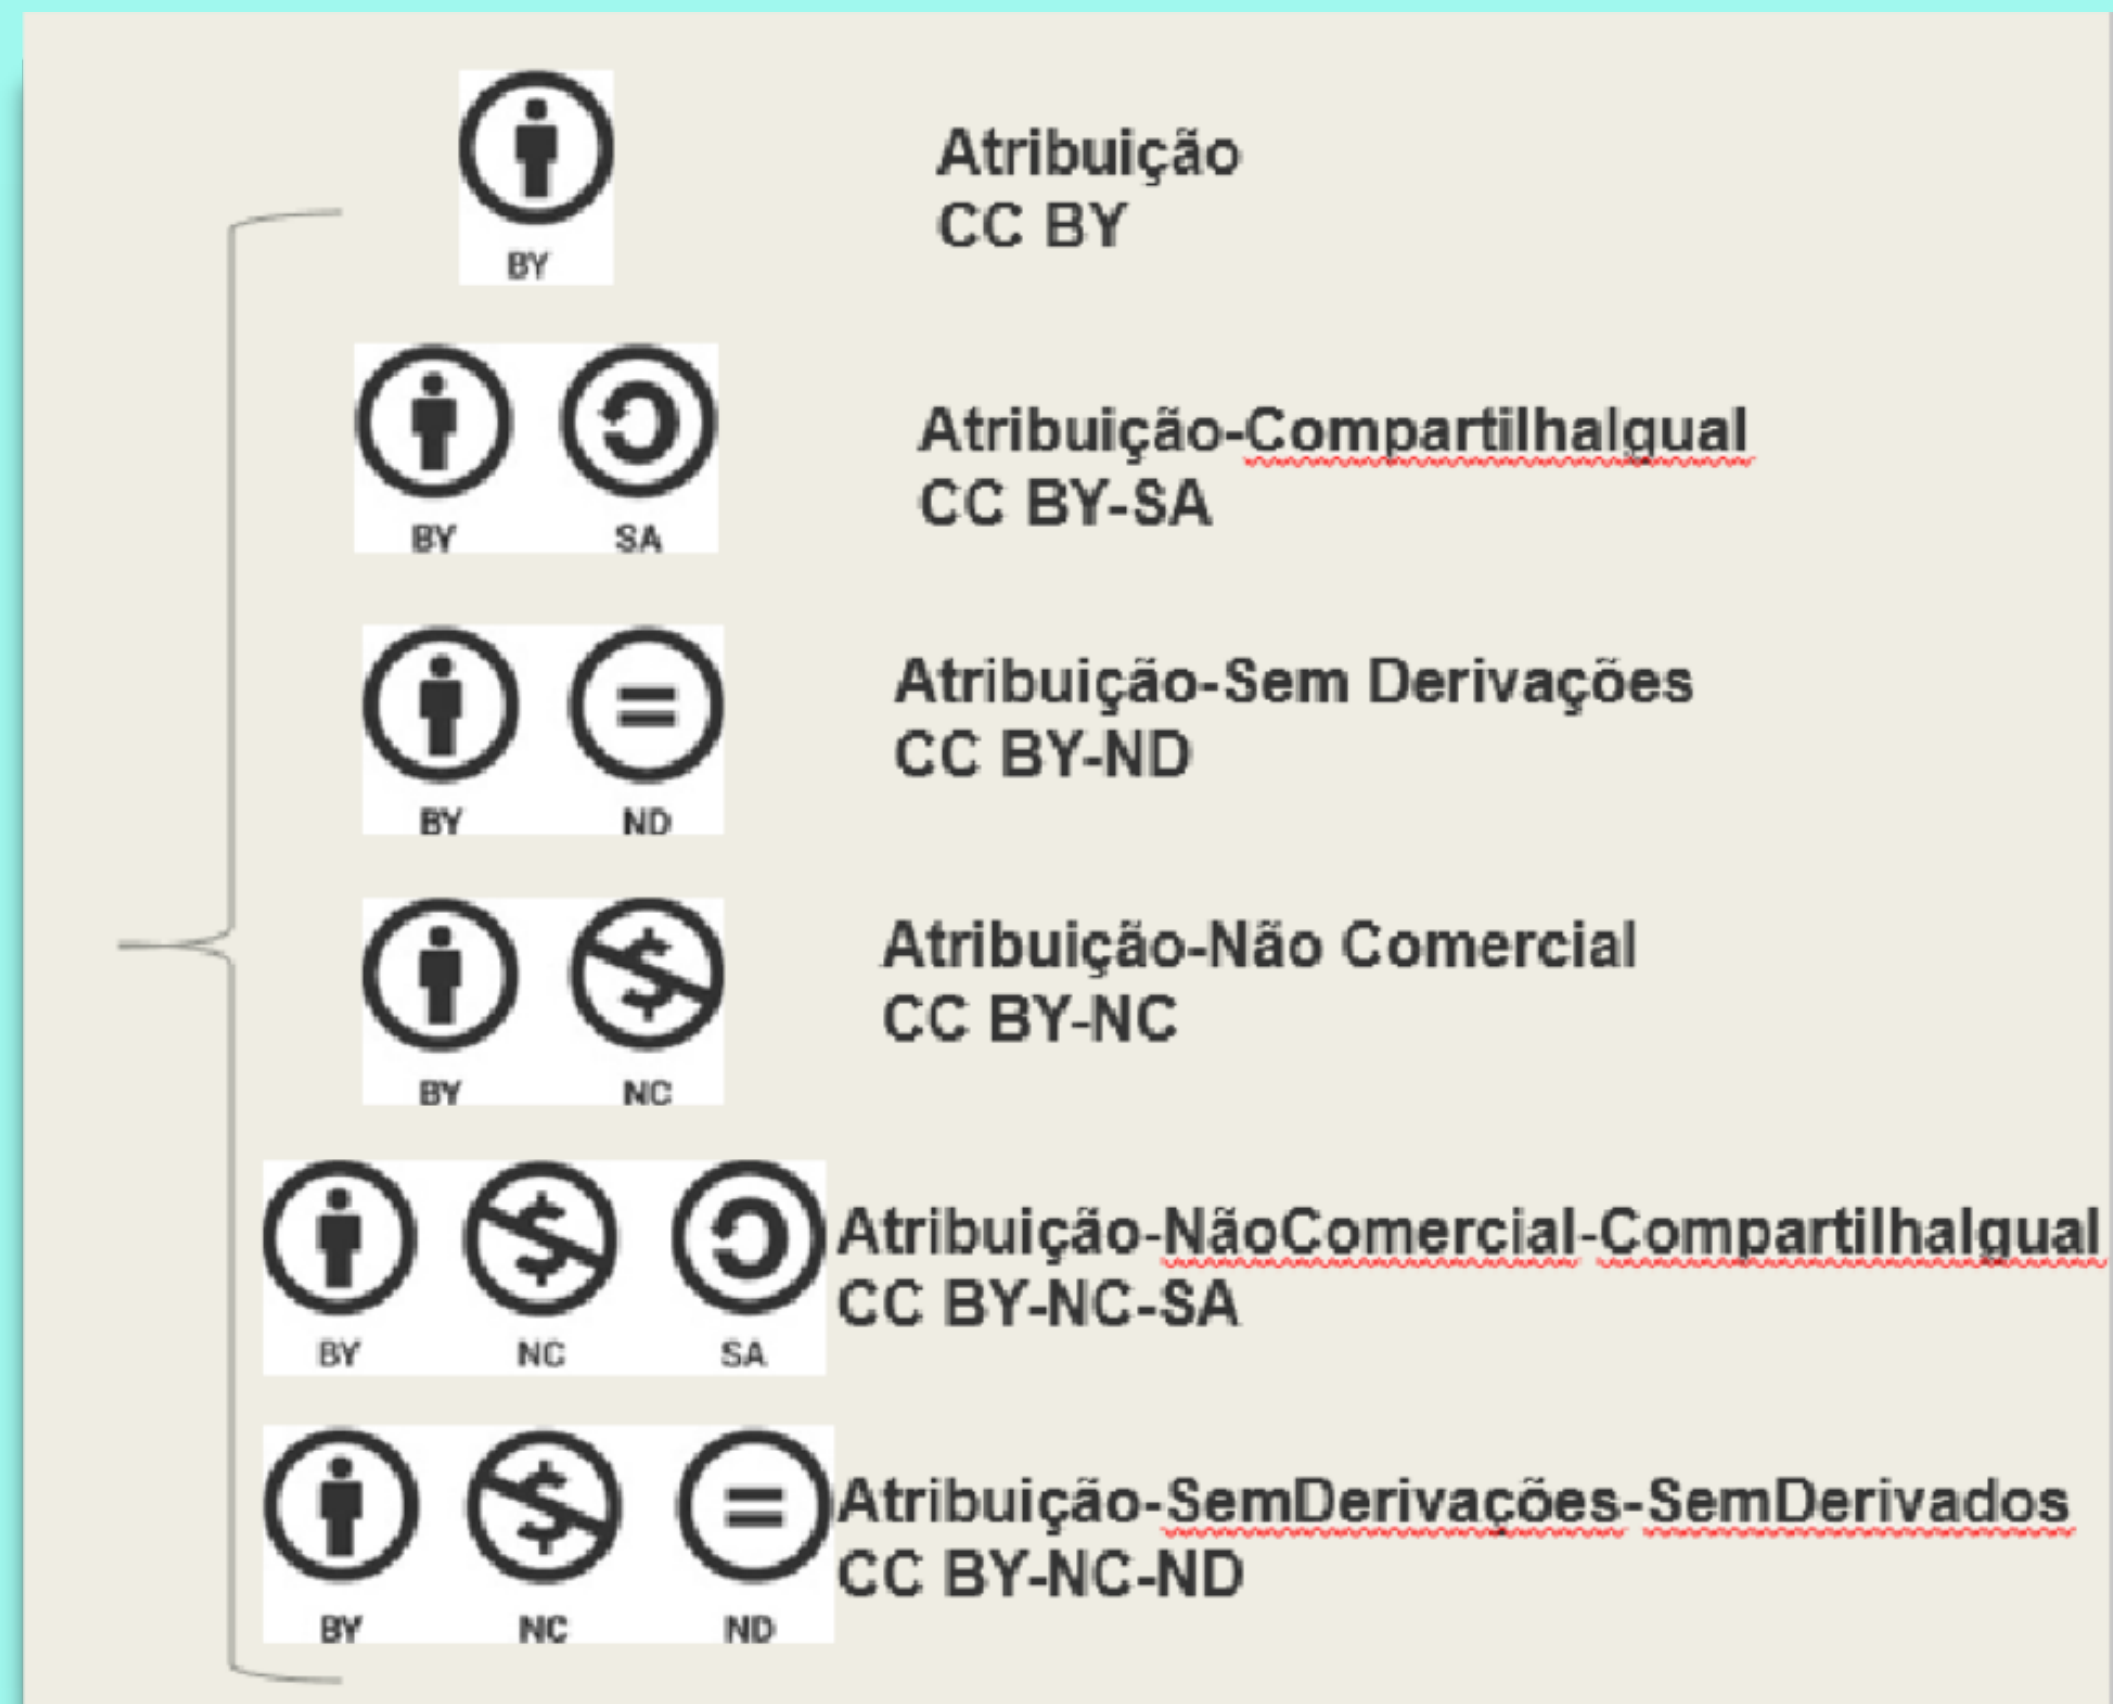 BY
Atribuição
CC BY
BY SA
Atribuição-CompartilhaIgual
CC BY-SA
BY ND
Atribuição-Sem Derivações
CC BY-ND
BY NC
Atribuição-Não Comercial
CC BY-NC
BY NC SA
Atribuição-NãoComercial-CompartilhaIgual
CC BY-NC-SA
BY NC ND
Atribuição-SemDerivações-SemDerivados
CC BY-NC-ND